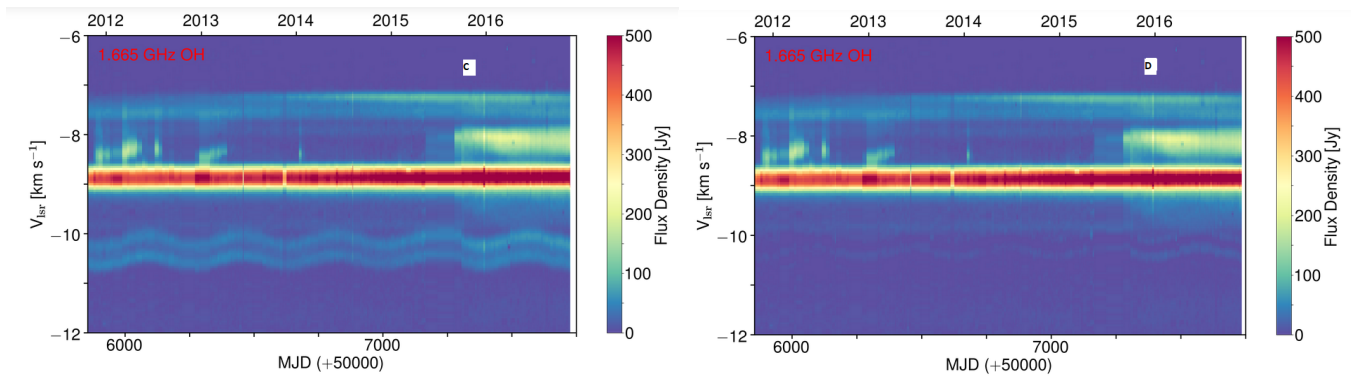 2012 2013 2014 2015 2016
−6
1.665 GHz OH
C
−8
−10
−12
V_lsr [km s⁻¹]
6000 7000
MJD (+50000)
500
400
300
200
100
0
Flux Density [Jy]
2012 2013 2014 2015 2016
−6
1.665 GHz OH
D
−8
−10
−12
V_lsr [km s⁻¹]
6000 7000
MJD (+50000)
500
400
300
200
100
0
Flux Density [Jy]